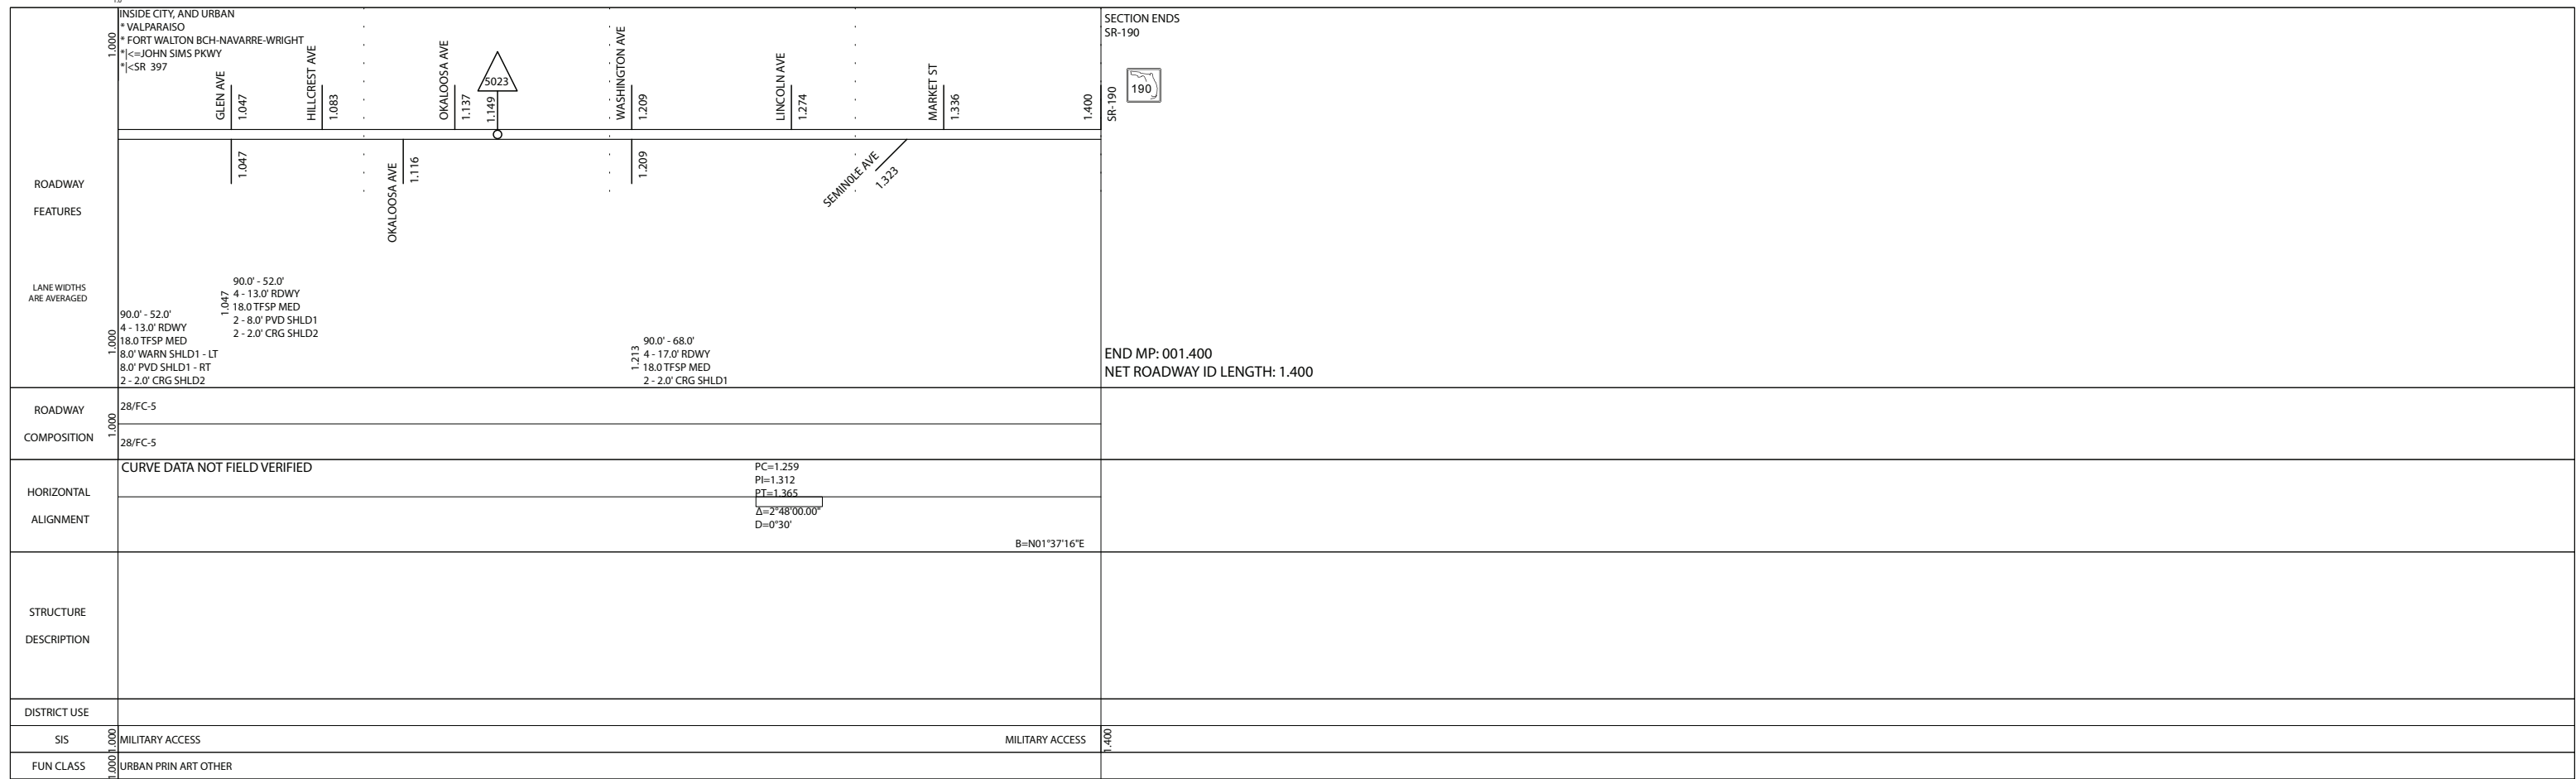 1.0
INSIDE CITY, AND URBAN
* VALPARAISO
* FORT WALTON BCH-NAVARRE-WRIGHT
*|<=JOHN SIMS PKWY
*|<SR 397
1.000
GLEN AVE
1.047
HILLCREST AVE
1.083
OKALOOSA AVE
1.137
5023
1.149
WASHINGTON AVE
1.209
LINCOLN AVE
1.274
MARKET ST
1.336
1.400
SR-190
SECTION ENDS
SR-190
190
1.047
OKALOOSA AVE
1.116
1.209
SEMINOLE AVE
1.323
ROADWAY
FEATURES
LANE WIDTHS
ARE AVERAGED
1.000
90.0' - 52.0'
4 - 13.0' RDWY
18.0 TFSP MED
8.0' WARN SHLD1 - LT
8.0' PVD SHLD1 - RT
2 - 2.0' CRG SHLD2
1.047
90.0' - 52.0'
4 - 13.0' RDWY
18.0 TFSP MED
2 - 8.0' PVD SHLD1
2 - 2.0' CRG SHLD2
1.213
90.0' - 68.0'
4 - 17.0' RDWY
18.0 TFSP MED
2 - 2.0' CRG SHLD1
END MP: 001.400
NET ROADWAY ID LENGTH: 1.400
ROADWAY
COMPOSITION
1.000
28/FC-5
28/FC-5
HORIZONTAL
ALIGNMENT
CURVE DATA NOT FIELD VERIFIED
PC=1.259
PI=1.312
PT=1.365
Δ=2°48'00.00"
D=0°30'
B=N01°37'16"E
STRUCTURE
DESCRIPTION
DISTRICT USE
SIS
1.000
MILITARY ACCESS
MILITARY ACCESS
1.400
FUN CLASS
1.000
URBAN PRIN ART OTHER